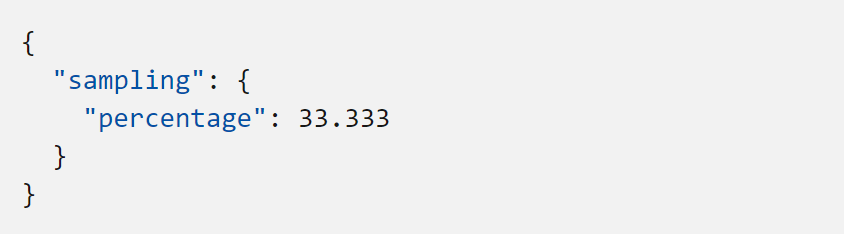 {
  "sampling": {
    "percentage": 33.333
  }
}